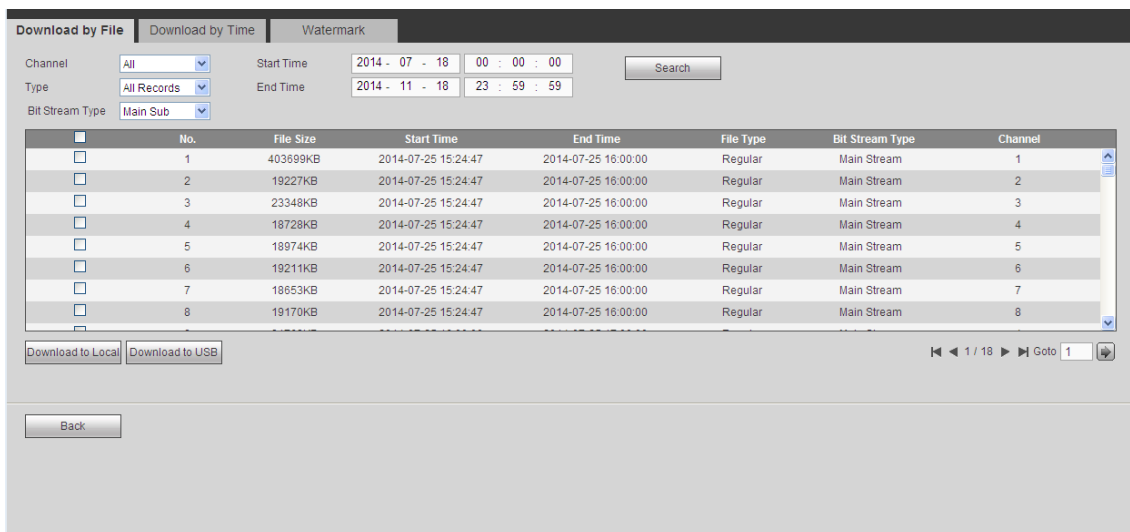 Download by File Download by Time Watermark
Channel All Start Time 2014 - 07 - 18 00 : 00 : 00 Search
Type All Records End Time 2014 - 11 - 18 23 : 59 : 59
Bit Stream Type Main Sub
No. File Size Start Time End Time File Type Bit Stream Type Channel
1 403699KB 2014-07-25 15:24:47 2014-07-25 16:00:00 Regular Main Stream 1
2 19227KB 2014-07-25 15:24:47 2014-07-25 16:00:00 Regular Main Stream 2
3 23348KB 2014-07-25 15:24:47 2014-07-25 16:00:00 Regular Main Stream 3
4 18728KB 2014-07-25 15:24:47 2014-07-25 16:00:00 Regular Main Stream 4
5 18974KB 2014-07-25 15:24:47 2014-07-25 16:00:00 Regular Main Stream 5
6 19211KB 2014-07-25 15:24:47 2014-07-25 16:00:00 Regular Main Stream 6
7 18653KB 2014-07-25 15:24:47 2014-07-25 16:00:00 Regular Main Stream 7
8 19170KB 2014-07-25 15:24:47 2014-07-25 16:00:00 Regular Main Stream 8
Download to Local Download to USB 1 / 18 Goto 1
Back